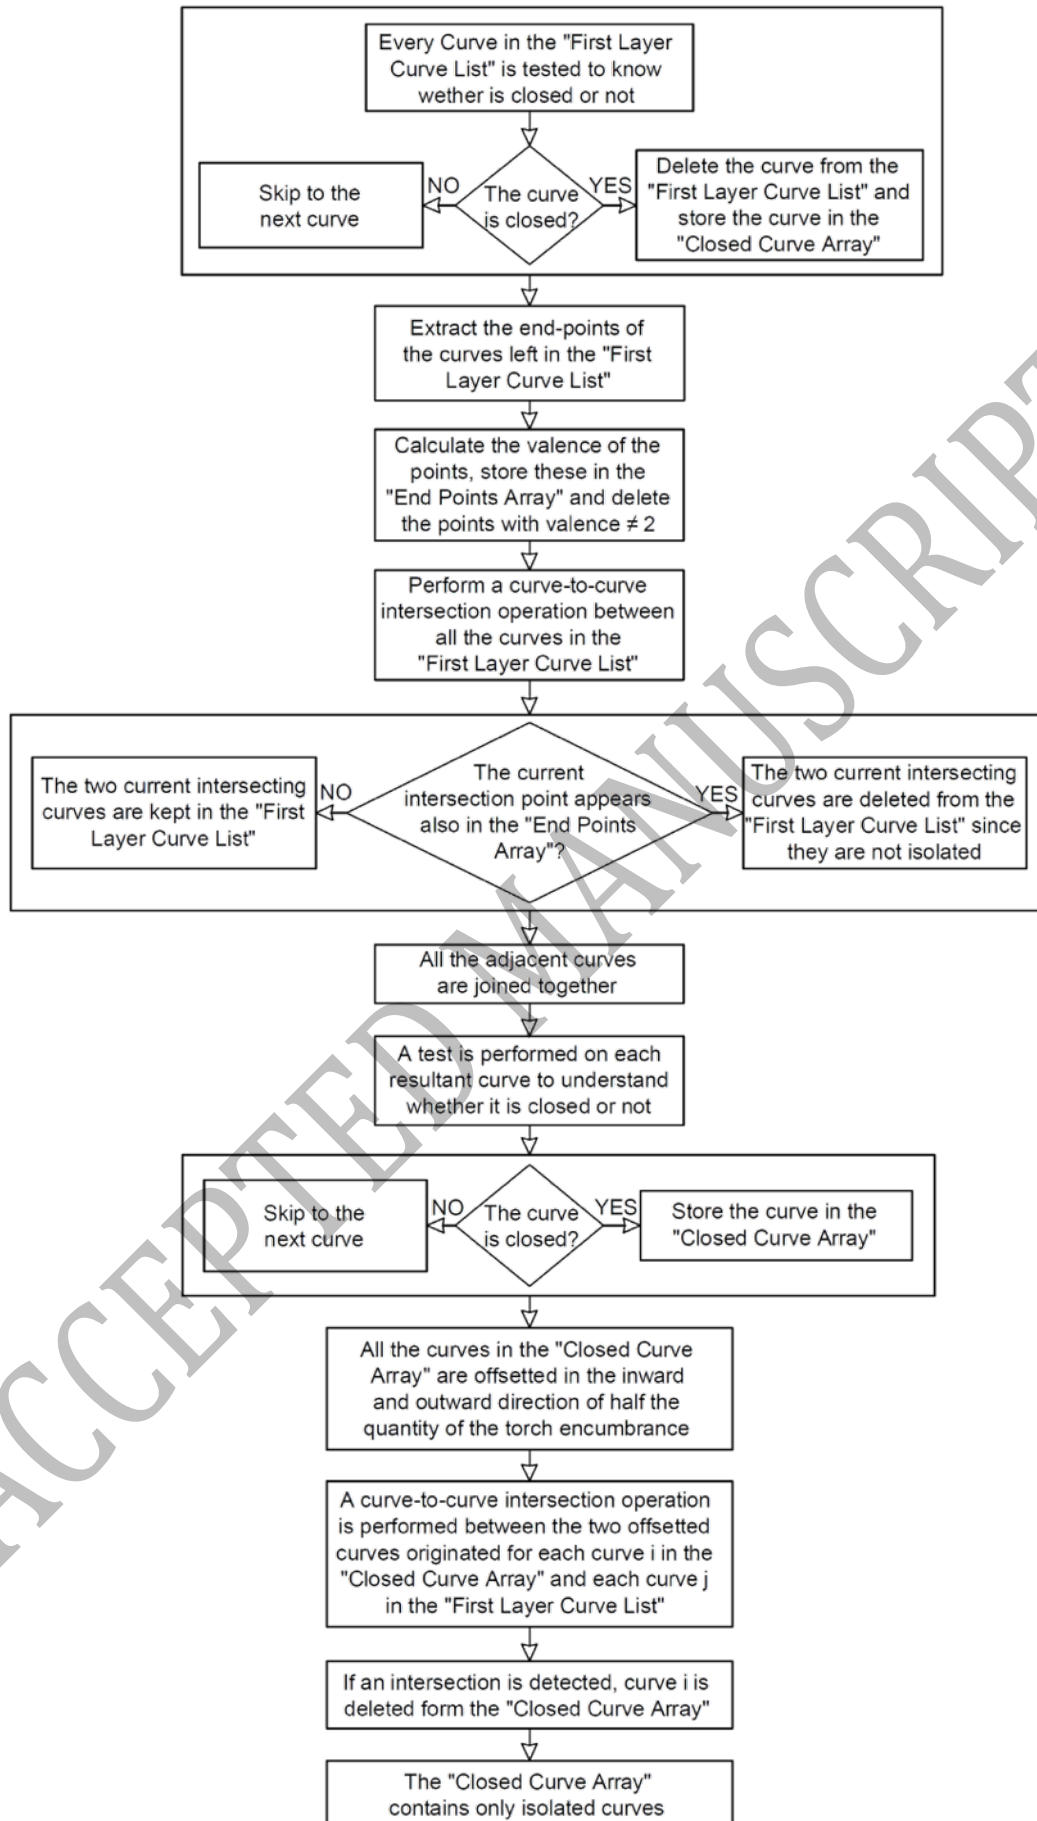 Every Curve in the "First Layer
Curve List" is tested to know
wether is closed or not
NO
YES
Skip to the
next curve
The curve
is closed?
Delete the curve from the
"First Layer Curve List" and
store the curve in the
"Closed Curve Array"
Extract the end-points of
the curves left in the "First
Layer Curve List"
Calculate the valence of the
points, store these in the
"End Points Array" and delete
the points with valence ≠ 2
Perform a curve-to-curve
intersection operation between
all the curves in the
"First Layer Curve List"
The two current intersecting
curves are kept in the "First
Layer Curve List"
NO
The current
intersection point appears
also in the "End Points
Array"?
YES
The two current intersecting
curves are deleted from the
"First Layer Curve List" since
they are not isolated
All the adjacent curves
are joined together
A test is performed on each
resultant curve to understand
whether it is closed or not
Skip to the
next curve
NO
The curve
is closed?
YES
Store the curve in the
"Closed Curve Array"
All the curves in the "Closed Curve
Array" are offsetted in the inward
and outward direction of half the
quantity of the torch encumbrance
A curve-to-curve intersection operation
is performed between the two offsetted
curves originated for each curve i in the
"Closed Curve Array" and each curve j
in the "First Layer Curve List"
If an intersection is detected, curve i is
deleted form the "Closed Curve Array"
The "Closed Curve Array"
contains only isolated curves
ACCEPTED MANUSCRIPT